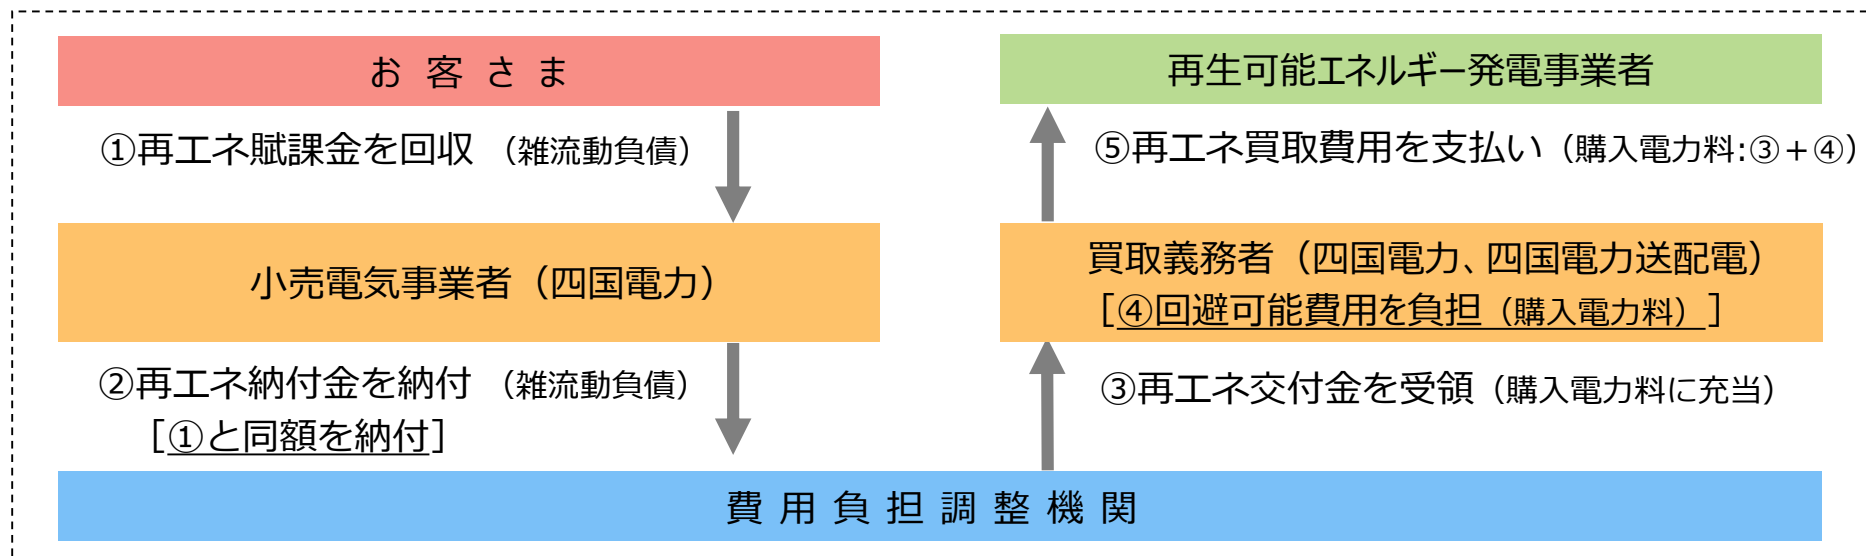 お客さま
①再エネ賦課金を回収 （雑流動負債）
小売電気事業者（四国電力）
②再エネ納付金を納付 （雑流動負債）
［①と同額を納付］
再生可能エネルギー発電事業者
⑤再エネ買取費用を支払い（購入電力料:③＋④）
買取義務者（四国電力、四国電力送配電）
［④回避可能費用を負担（購入電力料）］
③再エネ交付金を受領（購入電力料に充当）
費用負担調整機関